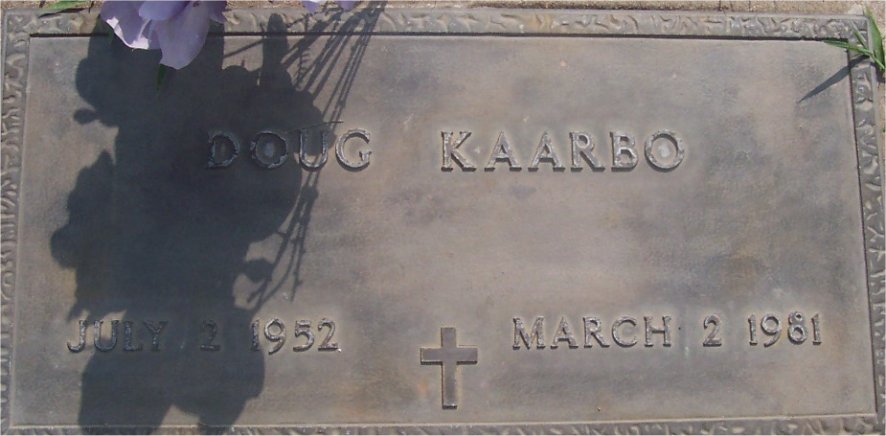 DOUG KAARBO
JULY 2 1952 MARCH 2 1981